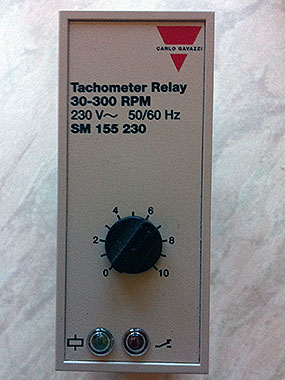 CARLO GAVAZZI
Tachometer Relay
30-300 RPM
230 V~ 50/60 Hz
SM 155 230
4 6
2 8
0 10